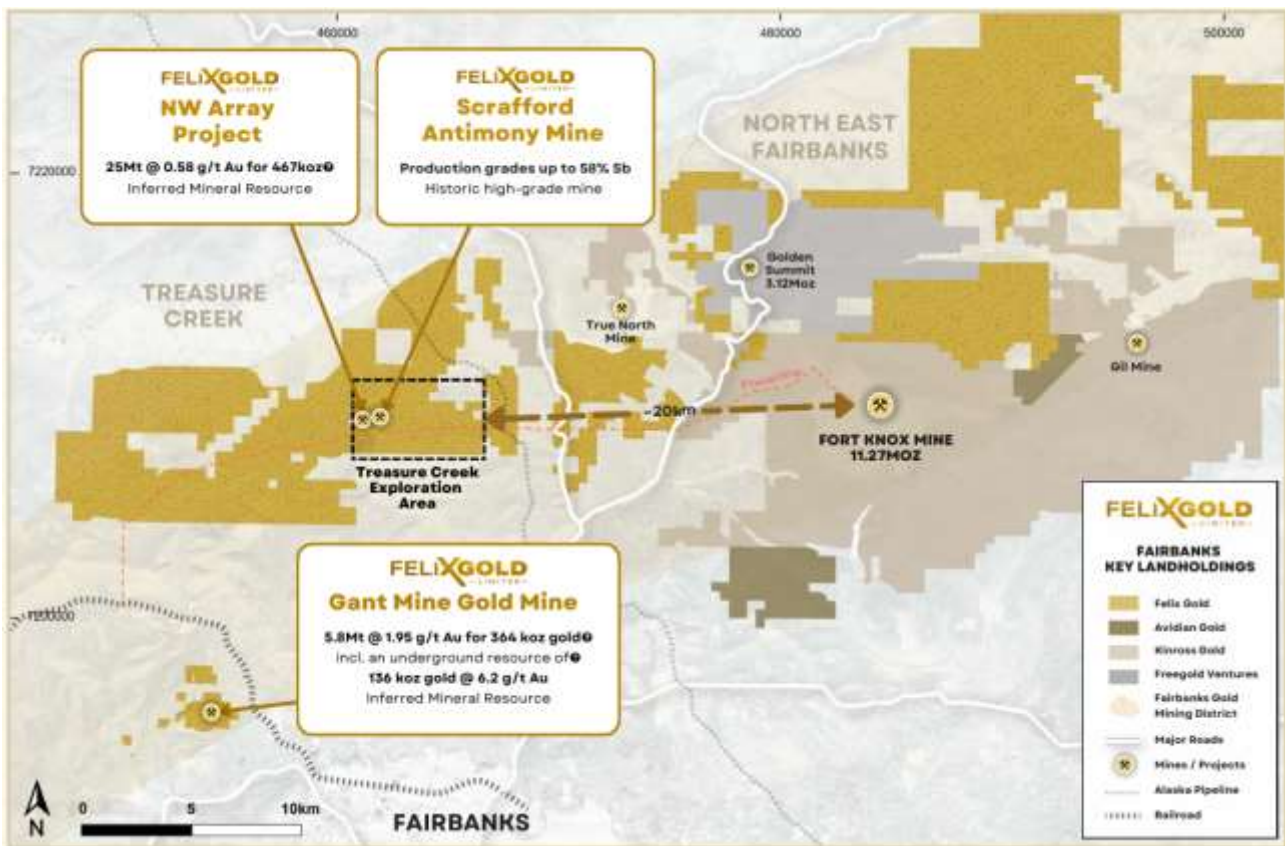 460000
480000
500000
7220000
FELIXGOLD
LIMITED
NW Array
Project
25Mt @ 0.58 g/t Au for 467koz
Inferred Mineral Resource
FELIXGOLD
LIMITED
Scrafford
Antimony Mine
Production grades up to 58% Sb
Historic high-grade mine
NORTH EAST
FAIRBANKS
TREASURE
CREEK
Golden
Summit
3.12Moz
True North
Mine
Gil Mine
~20km
FORT KNOX MINE
11.27MOZ
Treasure Creek
Exploration
Area
FELIXGOLD
LIMITED
Gant Mine Gold Mine
5.8Mt @ 1.95 g/t Au for 364 koz gold
incl. an underground resource of
136 koz gold @ 6.2 g/t Au
Inferred Mineral Resource
FELIXGOLD
LIMITED
FAIRBANKS
KEY LANDHOLDINGS
Felix Gold
Avidian Gold
Kinross Gold
Freegold Ventures
Fairbanks Gold
Mining District
Major Roads
Mines / Projects
Alaska Pipeline
Railroad
N
0 5 10km
FAIRBANKS